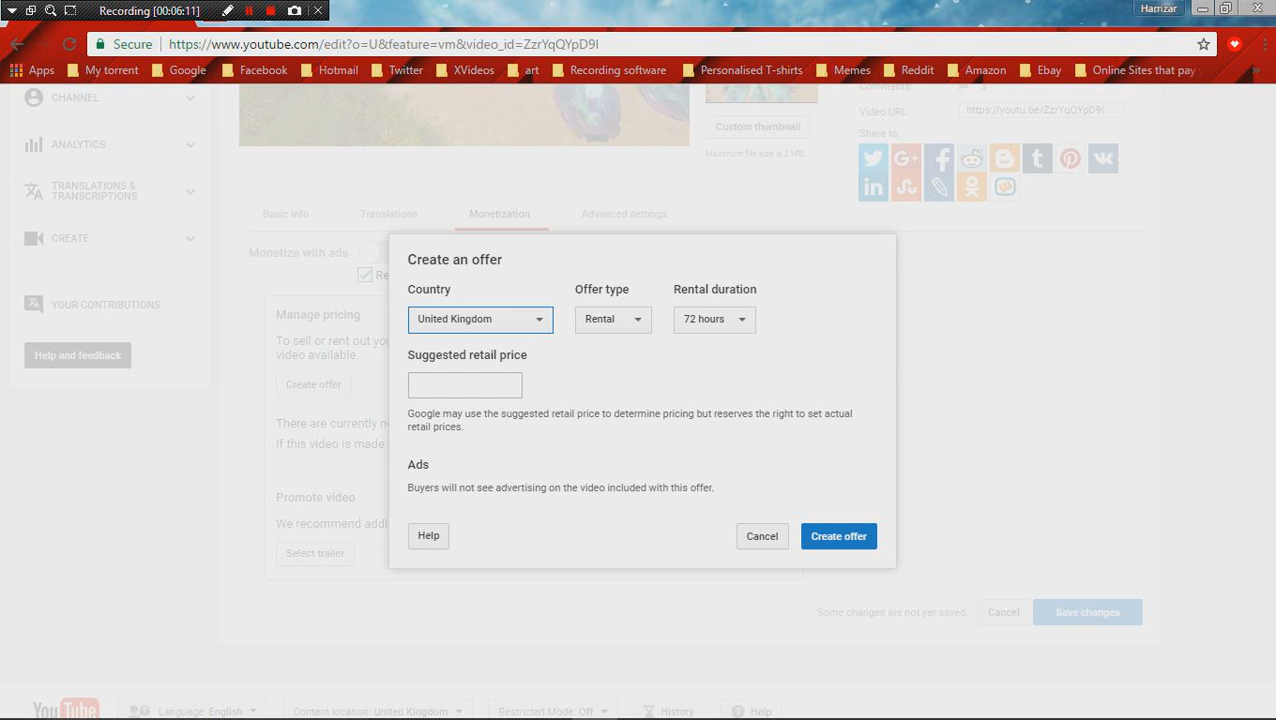 Recording [00:06:11]
Harrizar
Secure
https://www.youtube.com/edit?o=U&feature=vm&video_id=ZzrYqQYpD9I
Apps My torrent Google Facebook Hotmail Twitter XVideos art Recording software Personalised T-shirts Memes Reddit Amazon Ebay Online Sites that pay
CHANNEL
ANALYTICS
TRANSLATIONS &
TRANSCRIPTIONS
CREATE
YOUR CONTRIBUTIONS
Help and feedback
Custom thumbnail
Maximum file size is 2 MB.
Comments: 3
Video URL: https://youtu.be/ZzrYqQYpD9I
Share to:
Basic info Translations Monetization Advanced settings
Monetize with ads
Re
Manage pricing
To sell or rent out you
video available.
Create offer
There are currently n
If this video is made
Promote video
We recommend addi
Select trailer
Create an offer
Country Offer type Rental duration
United Kingdom Rental 72 hours
Suggested retail price
Google may use the suggested retail price to determine pricing but reserves the right to set actual
retail prices.
Ads
Buyers will not see advertising on the video included with this offer.
Help Cancel Create offer
Some changes are not yet saved. Cancel Save changes
YouTube Language: English Content location: United Kingdom Restricted Mode: Off History Help